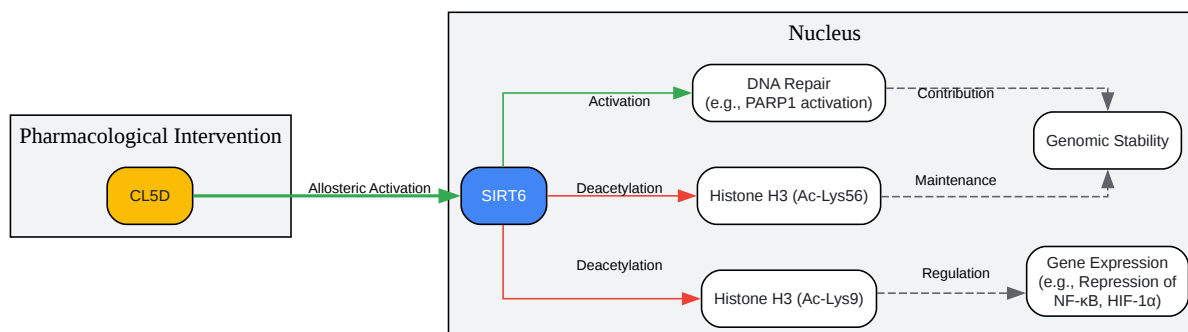 Nucleus
DNA Repair
(e.g., PARP1 activation)
Activation
Contribution
Pharmacological Intervention
Genomic Stability
CL5D
Allosteric Activation
SIRT6
Deacetylation
Histone H3 (Ac-Lys56)
Maintenance
Deacetylation
Histone H3 (Ac-Lys9)
Regulation
Gene Expression
(e.g., Repression of
NF-κB, HIF-1α)